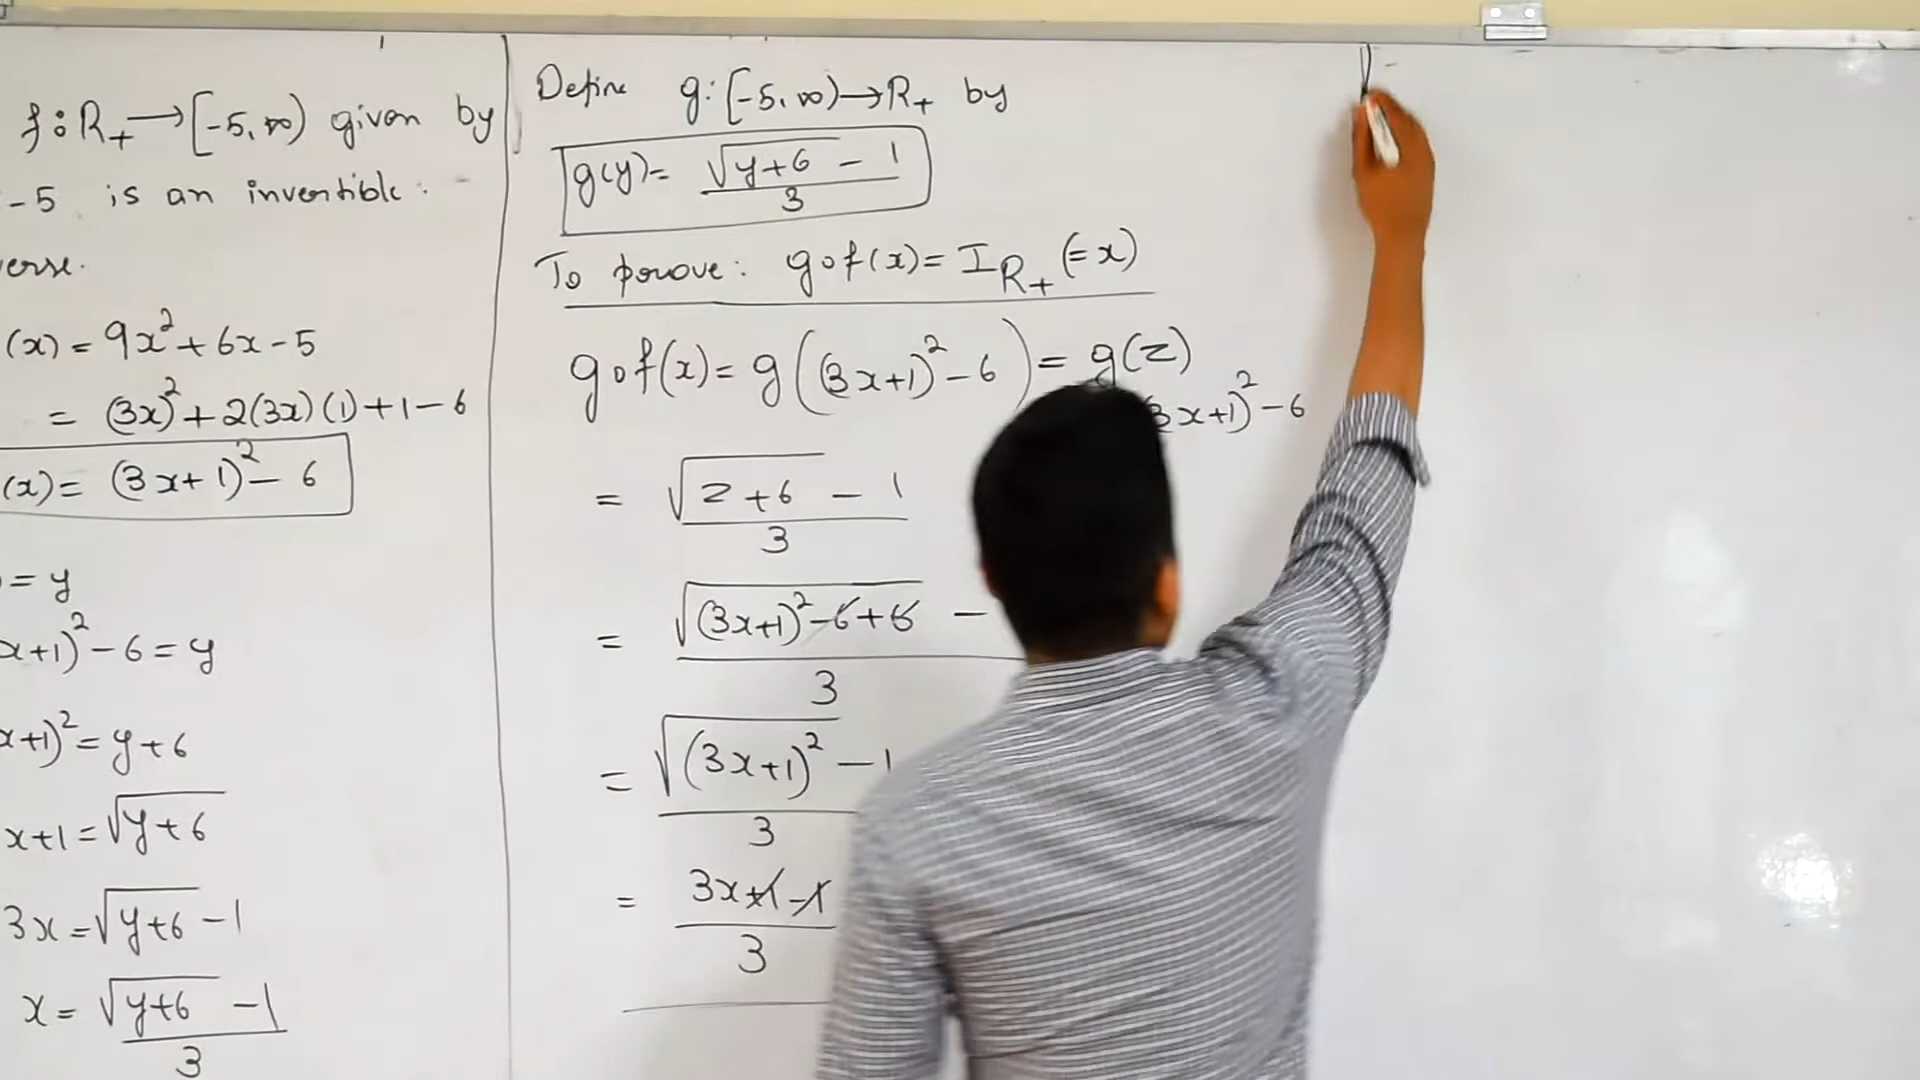 f: R₊ → [-5, ∞) given by
-5 is an invertible.
erse.
(x) = 9x² + 6x - 5
= (3x)² + 2(3x)(1) + 1 - 6
(x) = (3x+1)² - 6
= y
x+1)² - 6 = y
x+1)² = y+6
x+1 = √(y+6)
3x = √(y+6) - 1
x = (√(y+6) - 1)/3
Define g: [-5, ∞) → R₊ by
g(y) = (√(y+6) - 1)/3
To prove: gof(x) = I_R₊ (= x)
gof(x) = g((3x+1)² - 6) = g(z)
3x+1)² - 6
= (√(z+6) - 1)/3
= (√((3x+1)² - 6 + 6) - /3
= (√((3x+1)²) - 1)/3
= (3x + 1 - 1)/3